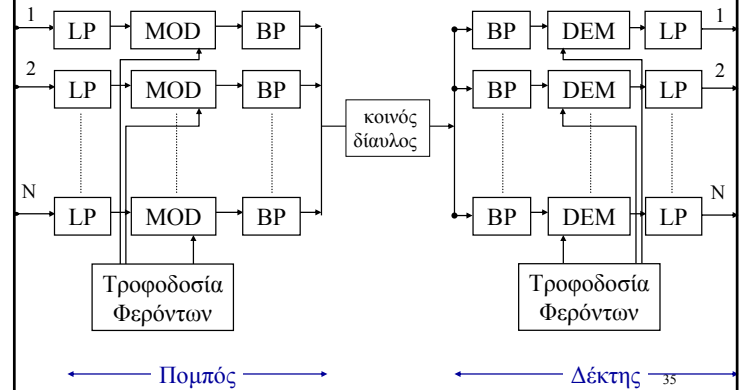 1 LP MOD BP BP DEM LP 1
2 LP MOD BP BP DEM LP 2
κοινός
δίαυλος
N LP MOD BP BP DEM LP N
Τροφοδοσία Τροφοδοσία
Φερόντων Φερόντων
Πομπός Δέκτης 35